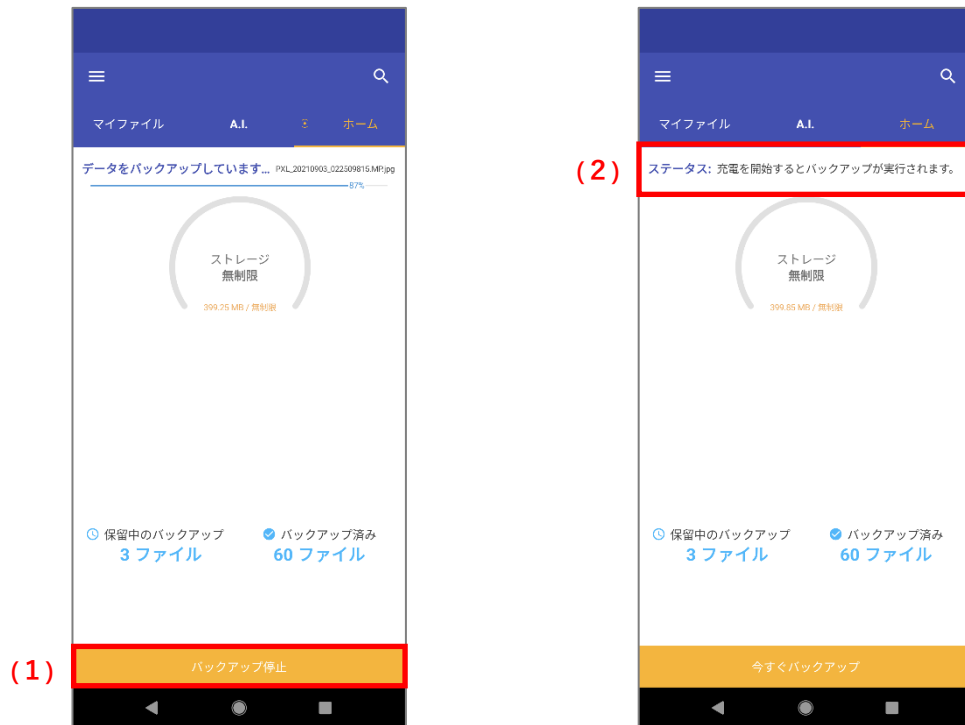 マイファイル A.I. ホーム
データをバックアップしています... PXL_20210903_022509815.MP.jpg
87%
ストレージ
無制限
399.25 MB / 無制限
保留中のバックアップ バックアップ済み
3 ファイル 60 ファイル
(1) バックアップ停止
マイファイル A.I. ホーム
(2) ステータス: 充電を開始するとバックアップが実行されます。
ストレージ
無制限
399.85 MB / 無制限
保留中のバックアップ バックアップ済み
3 ファイル 60 ファイル
今すぐバックアップ